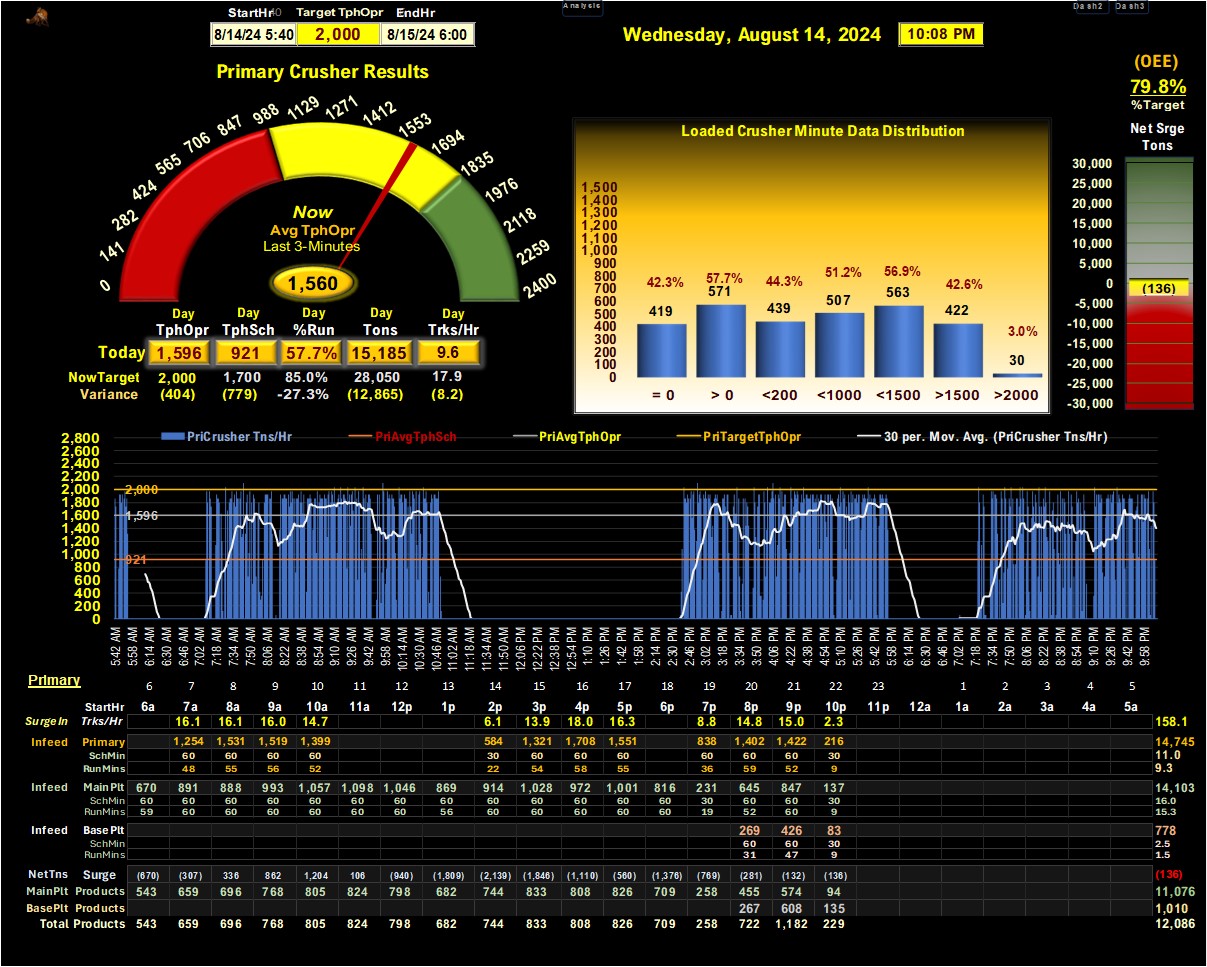 Analysis Dash2 Dash3
StartHr40 Target TphOpr EndHr
8/14/24 5:40 2,000 8/15/24 6:00
Wednesday, August 14, 2024 10:08 PM
(OEE)
79.8%
%Target
Net Srge
Tons
30,000
25,000
20,000
15,000
10,000
5,000
0
(136)
-5,000
-10,000
-15,000
-20,000
-25,000
-30,000
Primary Crusher Results
0 141 282 424 565 706 847 988 1129 1271 1412 1553 1694 1835 1976 2118 2259 2400
Now
Avg TphOpr
Last 3-Minutes
1,560
Day Day Day Day Day
TphOpr TphSch %Run Tons Trks/Hr
Today 1,596 921 57.7% 15,185 9.6
NowTarget 2,000 1,700 85.0% 28,050 17.9
Variance (404) (779) -27.3% (12,865) (8.2)
Loaded Crusher Minute Data Distribution
1,500
1,400
1,300
1,200
1,100
1,000
900
800
700
600
500
400
300
200
100
0
42.3% 57.7% 44.3% 51.2% 56.9% 42.6% 3.0%
419 571 439 507 563 422 30
= 0 > 0 <200 <1000 <1500 >1500 >2000
PriCrusher Tns/Hr PriAvgTphSch PriAvgTphOpr PriTargetTphOpr 30 per. Mov. Avg. (PriCrusher Tns/Hr)
2,800
2,600
2,400
2,200
2,000 2,000
1,800
1,600 1,596
1,400
1,200
1,000 921
800
600
400
200
0
5:42 AM 5:58 AM 6:14 AM 6:30 AM 6:46 AM 7:02 AM 7:18 AM 7:34 AM 7:50 AM 8:06 AM 8:22 AM 8:38 AM 8:54 AM 9:10 AM 9:26 AM 9:42 AM 9:58 AM 10:14 AM 10:30 AM 10:46 AM 11:02 AM 11:18 AM 11:34 AM 11:50 AM 12:06 PM 12:22 PM 12:38 PM 12:54 PM 1:10 PM 1:26 PM 1:42 PM 1:58 PM 2:14 PM 2:30 PM 2:46 PM 3:02 PM 3:18 PM 3:34 PM 3:50 PM 4:06 PM 4:22 PM 4:38 PM 4:54 PM 5:10 PM 5:26 PM 5:42 PM 5:58 PM 6:14 PM 6:30 PM 6:46 PM 7:02 PM 7:18 PM 7:34 PM 7:50 PM 8:06 PM 8:22 PM 8:38 PM 8:54 PM 9:10 PM 9:26 PM 9:42 PM 9:58 PM
Primary 6 7 8 9 10 11 12 13 14 15 16 17 18 19 20 21 22 23 1 2 3 4 5
StartHr 6a 7a 8a 9a 10a 11a 12p 1p 2p 3p 4p 5p 6p 7p 8p 9p 10p 11p 12a 1a 2a 3a 4a 5a
SurgeIn Trks/Hr 16.1 16.1 16.0 14.7 6.1 13.9 18.0 16.3 8.8 14.8 15.0 2.3 158.1
Infeed Primary 1,254 1,531 1,519 1,399 584 1,321 1,708 1,551 838 1,402 1,422 216 14,745
SchMin 60 60 60 60 30 60 60 60 60 60 60 30 11.0
RunMins 48 55 56 52 22 54 58 55 36 59 52 9 9.3
Infeed MainPlt 670 891 888 993 1,057 1,098 1,046 869 914 1,028 972 1,001 816 231 645 847 137 14,103
SchMin 60 60 60 60 60 60 60 60 60 60 60 60 60 30 60 60 30 16.0
RunMins 59 60 60 60 60 60 60 56 60 60 60 60 60 19 52 60 9 15.3
Infeed Base Plt 269 426 83 778
SchMin 60 60 30 2.5
RunMins 31 47 9 1.5
NetTns Surge (670) (307) 336 862 1,204 106 (940) (1,809) (2,139) (1,846) (1,110) (560) (1,376) (769) (281) (132) (136) (136)
MainPlt Products 543 659 696 768 805 824 798 682 744 833 808 826 709 258 455 574 94 11,076
BasePlt Products 267 608 135 1,010
Total Products 543 659 696 768 805 824 798 682 744 833 808 826 709 258 722 1,182 229 12,086